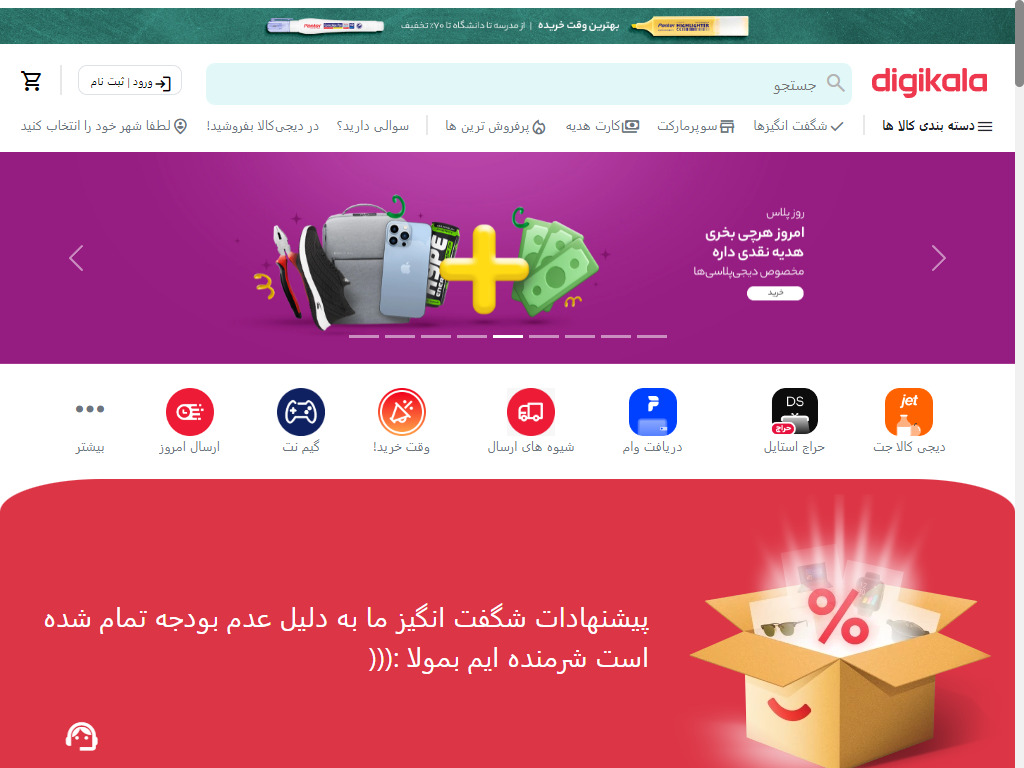 بهترین وقت خریده | از مدرسه تا دانشگاه تا ۷۰٪ تخفیف
digikala
جستجو
ورود | ثبت نام
دسته بندی کالا ها
شگفت انگیزها
سوپرمارکت
کارت هدیه
پرفروش ترین ها
سوالی دارید؟
در دیجی‌کالا بفروشید!
لطفا شهر خود را انتخاب کنید
روز پلاس
امروز هرچی بخری
هدیه نقدی داره
مخصوص دیجی‌پلاسی‌ها
خرید
HYPE
jet
دیجی کالا جت
DS
حراج
حراج استایل
دریافت وام
شیوه های ارسال
وقت خرید!
گیم نت
ارسال امروز
بیشتر
پیشنهادات شگفت انگیز ما به دلیل عدم بودجه تمام شده
است شرمنده ایم بمولا :(((
%